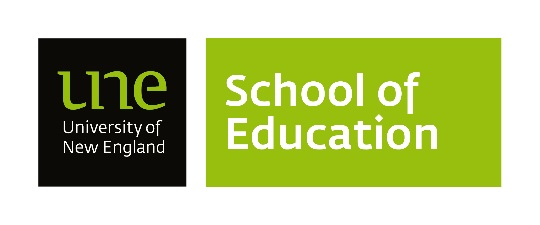 une
University of
New England
School of
Education